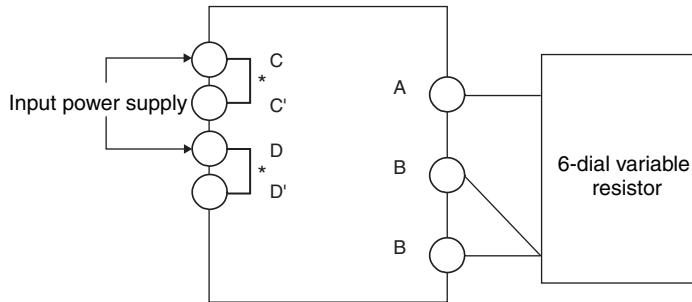 C
*
Input power supply
C'
D
*
D'
A
B
B
6-dial variable
resistor